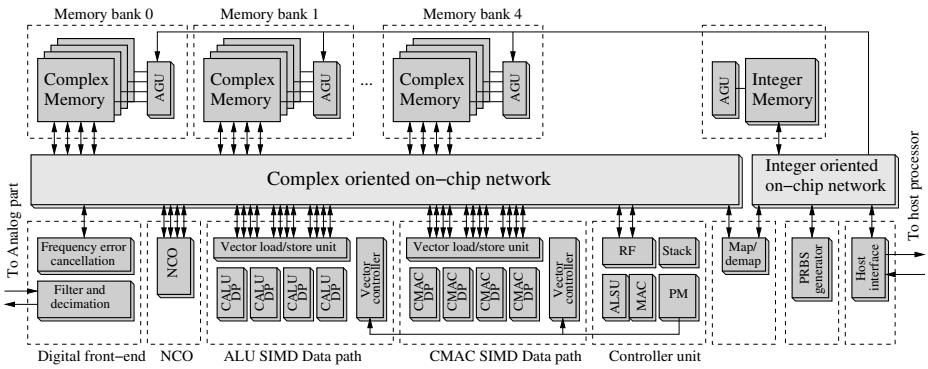 Memory bank 0
Memory bank 1
Memory bank 4
Complex
Memory
AGU
Complex
Memory
AGU
...
Complex
Memory
AGU
AGU
Integer
Memory
Complex oriented on−chip network
Integer oriented
on−chip network
To Analog part
To host processor
Frequency error
cancellation
Filter and
decimation
NCO
Vector load/store unit
CALU
DP
CALU
DP
CALU
DP
CALU
DP
Vector
controller
Vector load/store unit
CMAC
DP
CMAC
DP
CMAC
DP
CMAC
DP
Vector
controller
RF
Stack
ALSU
MAC
PM
Map/
demap
PRBS
generator
Host
interface
Digital front−end
NCO
ALU SIMD Data path
CMAC SIMD Data path
Controller unit